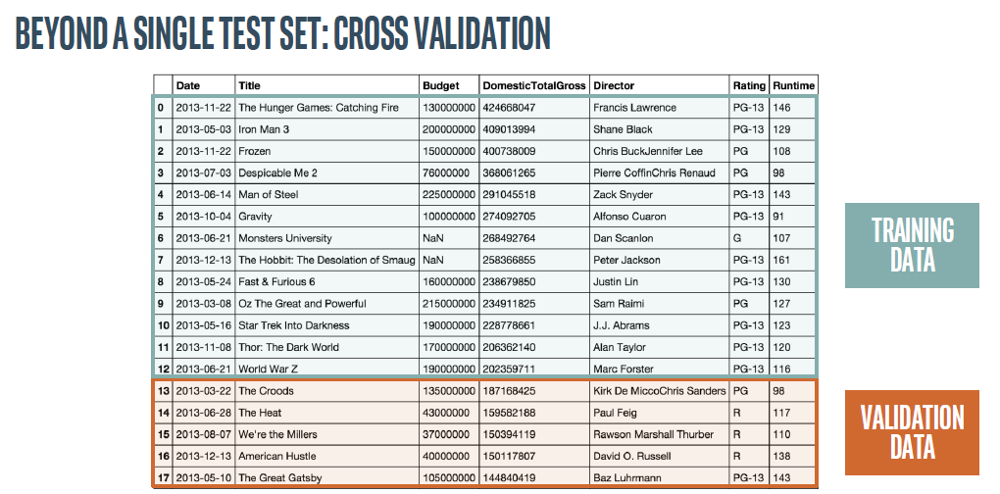 BEYOND A SINGLE TEST SET: CROSS VALIDATION
Date Title Budget DomesticTotalGross Director Rating Runtime
0 2013-11-22 The Hunger Games: Catching Fire 130000000 424668047 Francis Lawrence PG-13 146
1 2013-05-03 Iron Man 3 200000000 409013994 Shane Black PG-13 129
2 2013-11-22 Frozen 150000000 400738009 Chris BuckJennifer Lee PG 108
3 2013-07-03 Despicable Me 2 76000000 368061265 Pierre CoffinChris Renaud PG 98
4 2013-06-14 Man of Steel 225000000 291045518 Zack Snyder PG-13 143
5 2013-10-04 Gravity 100000000 274092705 Alfonso Cuaron PG-13 91
6 2013-06-21 Monsters University NaN 268492764 Dan Scanlon G 107
7 2013-12-13 The Hobbit: The Desolation of Smaug NaN 258366855 Peter Jackson PG-13 161
8 2013-05-24 Fast & Furious 6 160000000 238679850 Justin Lin PG-13 130
9 2013-03-08 Oz The Great and Powerful 215000000 234911825 Sam Raimi PG 127
10 2013-05-16 Star Trek Into Darkness 190000000 228778661 J.J. Abrams PG-13 123
11 2013-11-08 Thor: The Dark World 170000000 206362140 Alan Taylor PG-13 120
12 2013-06-21 World War Z 190000000 202359711 Marc Forster PG-13 116
13 2013-03-22 The Croods 135000000 187168425 Kirk De MiccoChris Sanders PG 98
14 2013-06-28 The Heat 43000000 159582188 Paul Feig R 117
15 2013-08-07 We're the Millers 37000000 150394119 Rawson Marshall Thurber R 110
16 2013-12-13 American Hustle 40000000 150117807 David O. Russell R 138
17 2013-05-10 The Great Gatsby 105000000 144840419 Baz Luhrmann PG-13 143
TRAINING
DATA
VALIDATION
DATA